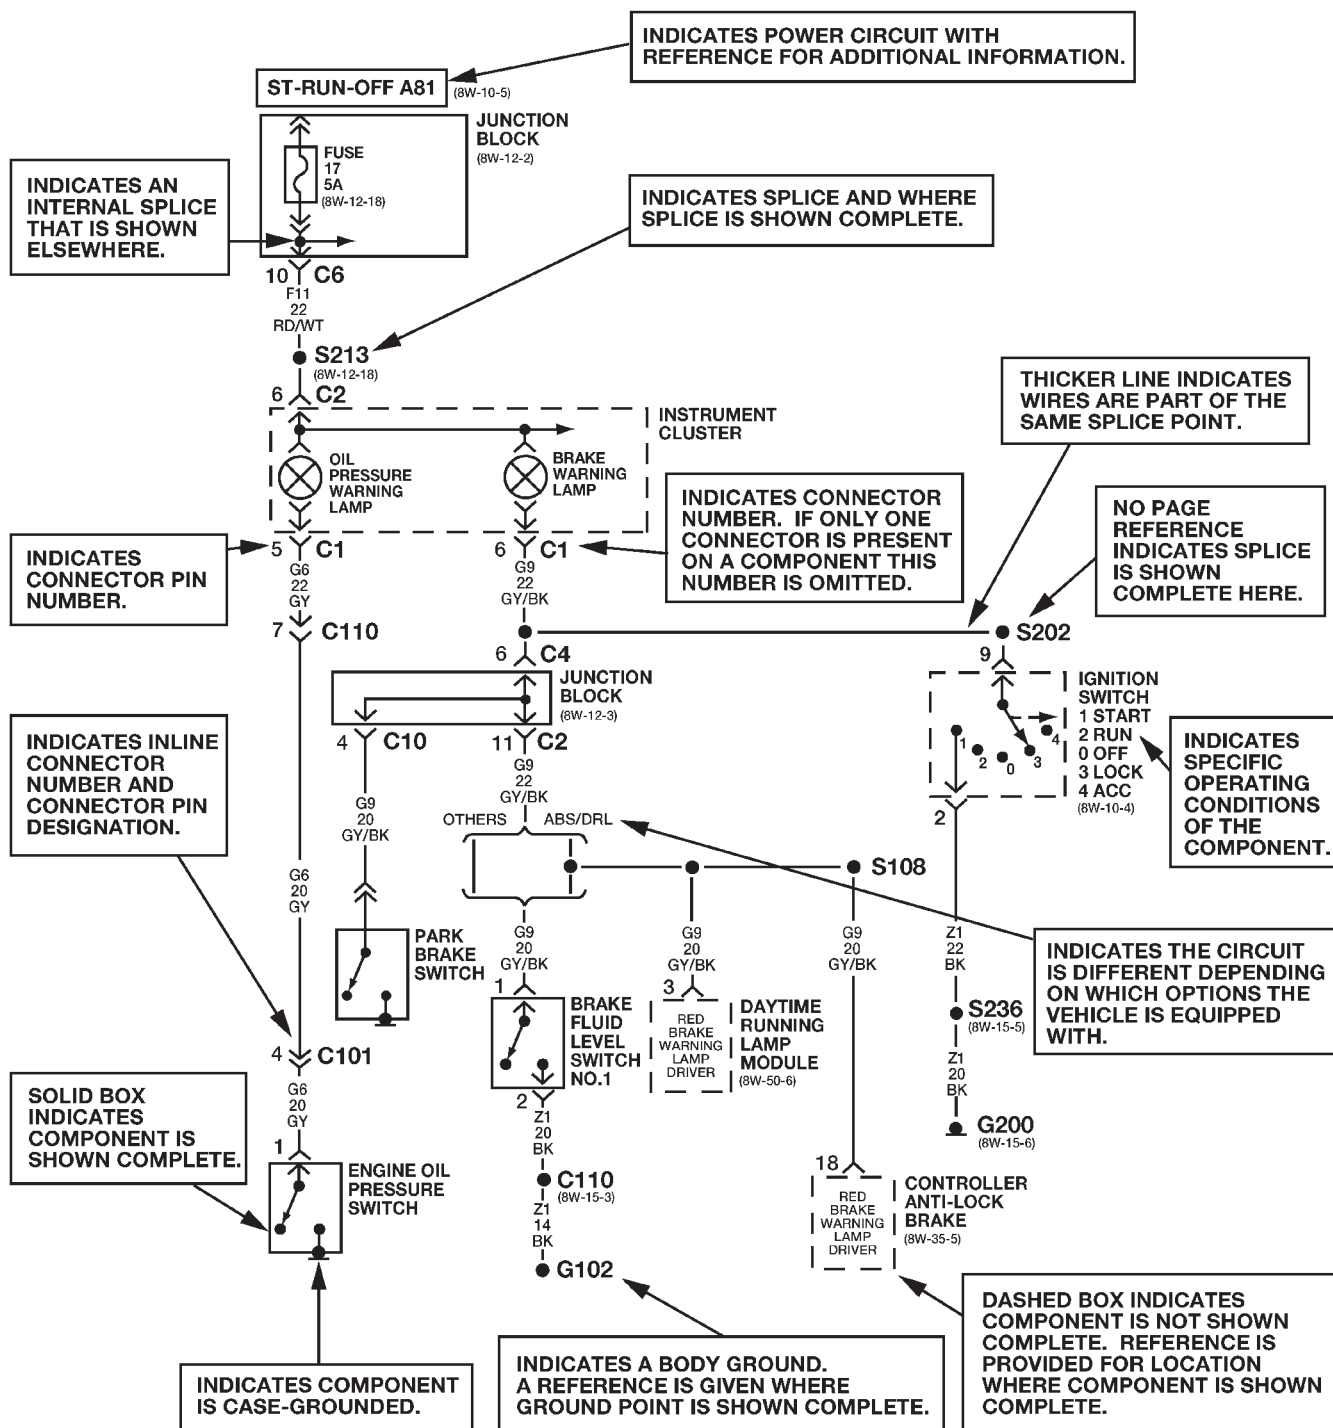 INDICATES POWER CIRCUIT WITH
REFERENCE FOR ADDITIONAL INFORMATION.
ST-RUN-OFF A81
(8W-10-5)
JUNCTION
BLOCK
(8W-12-2)
FUSE
17
5A
(8W-12-18)
INDICATES AN
INTERNAL SPLICE
THAT IS SHOWN
ELSEWHERE.
INDICATES SPLICE AND WHERE
SPLICE IS SHOWN COMPLETE.
10 C6
F11
22
RD/WT
S213
(8W-12-18)
6 C2
INSTRUMENT
CLUSTER
OIL
PRESSURE
WARNING
LAMP
BRAKE
WARNING
LAMP
THICKER LINE INDICATES
WIRES ARE PART OF THE
SAME SPLICE POINT.
INDICATES CONNECTOR
NUMBER. IF ONLY ONE
CONNECTOR IS PRESENT
ON A COMPONENT THIS
NUMBER IS OMITTED.
NO PAGE
REFERENCE
INDICATES SPLICE
IS SHOWN
COMPLETE HERE.
INDICATES
CONNECTOR PIN
NUMBER.
5 C1
G6
22
GY
7 C110
6 C1
G9
22
GY/BK
S202
9
6 C4
JUNCTION
BLOCK
(8W-12-3)
IGNITION
SWITCH
1 START
2 RUN
0 OFF
3 LOCK
4 ACC
(8W-10-4)
1
2
0
3
4
2
INDICATES
SPECIFIC
OPERATING
CONDITIONS
OF THE
COMPONENT.
INDICATES INLINE
CONNECTOR
NUMBER AND
CONNECTOR PIN
DESIGNATION.
4 C10
G9
20
GY/BK
11 C2
G9
22
GY/BK
OTHERS ABS/DRL
S108
G6
20
GY
PARK
BRAKE
SWITCH
G9
20
GY/BK
G9
20
GY/BK
G9
20
GY/BK
Z1
22
BK
INDICATES THE CIRCUIT
IS DIFFERENT DEPENDING
ON WHICH OPTIONS THE
VEHICLE IS EQUIPPED
WITH.
1
BRAKE
FLUID
LEVEL
SWITCH
NO.1
3
RED
BRAKE
WARNING
LAMP
DRIVER
DAYTIME
RUNNING
LAMP
MODULE
(8W-50-6)
S236
(8W-15-5)
Z1
20
BK
G200
(8W-15-6)
4 C101
G6
20
GY
1
ENGINE OIL
PRESSURE
SWITCH
SOLID BOX
INDICATES
COMPONENT IS
SHOWN COMPLETE.
2
Z1
20
BK
C110
(8W-15-3)
Z1
14
BK
G102
18
RED
BRAKE
WARNING
LAMP
DRIVER
CONTROLLER
ANTI-LOCK
BRAKE
(8W-35-5)
INDICATES COMPONENT
IS CASE-GROUNDED.
INDICATES A BODY GROUND.
A REFERENCE IS GIVEN WHERE
GROUND POINT IS SHOWN COMPLETE.
DASHED BOX INDICATES
COMPONENT IS NOT SHOWN
COMPLETE. REFERENCE IS
PROVIDED FOR LOCATION
WHERE COMPONENT IS SHOWN
COMPLETE.